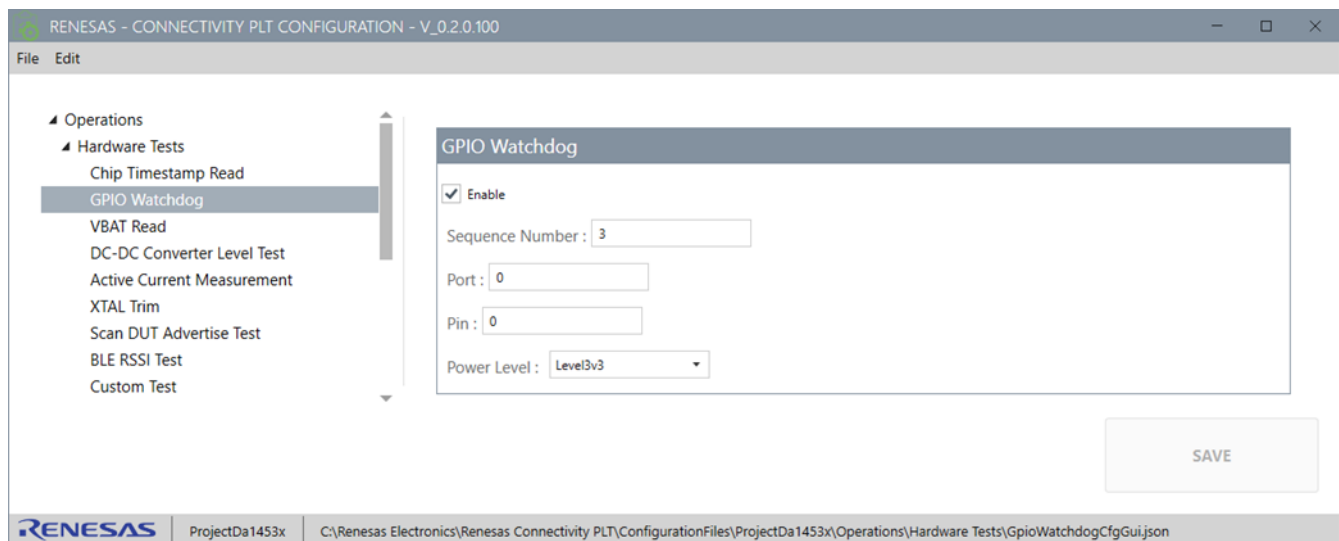 RENESAS - CONNECTIVITY PLT CONFIGURATION - V_0.2.0.100
File Edit
Operations
Hardware Tests
Chip Timestamp Read
GPIO Watchdog
VBAT Read
DC-DC Converter Level Test
Active Current Measurement
XTAL Trim
Scan DUT Advertise Test
BLE RSSI Test
Custom Test
GPIO Watchdog
Enable
Sequence Number : 3
Port : 0
Pin : 0
Power Level : Level3v3
SAVE
RENESAS ProjectDa1453x C:\Renesas Electronics\Renesas Connectivity PLT\ConfigurationFiles\ProjectDa1453x\Operations\Hardware Tests\GpioWatchdogCfgGui.json